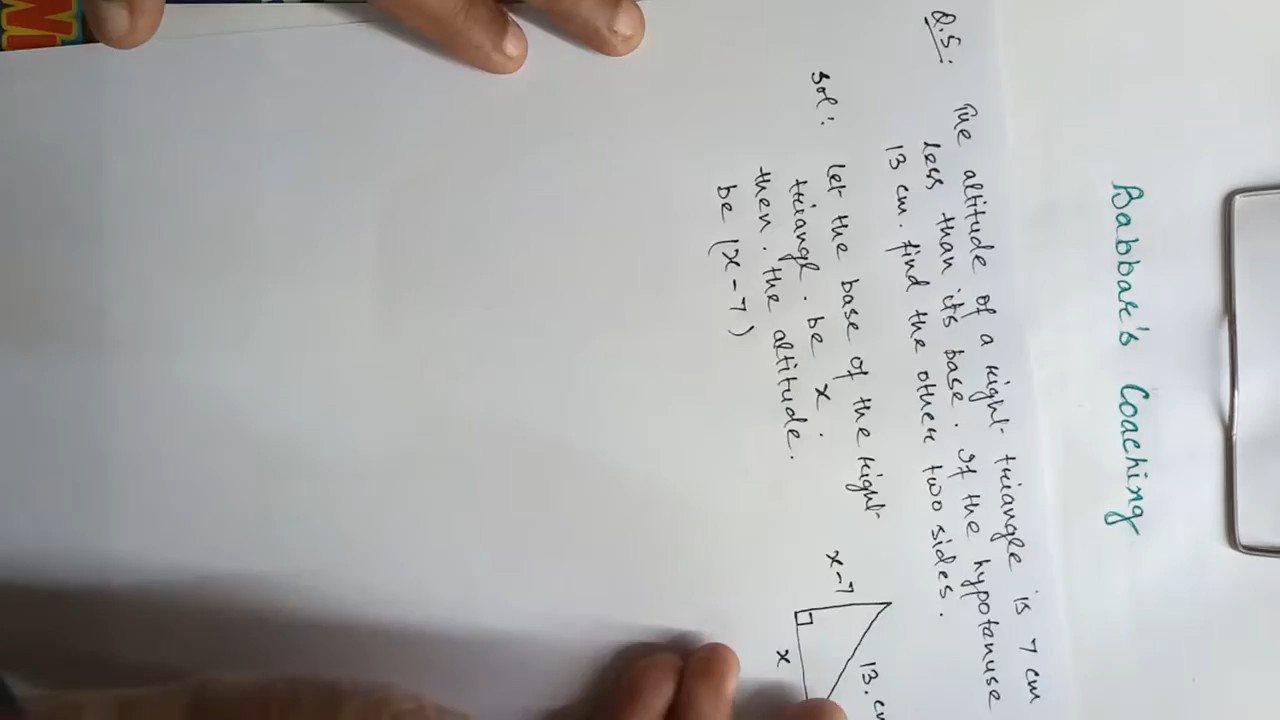 Babbar's Coaching
Q.5. The altitude of a right triangle is 7 cm
less than its base. If the hypotenuse
13 cm. find the other two sides.
Sol: let the base of the right
triangl. be x.
then. the altitude.
be (x-7)
x-7
13. cm
x